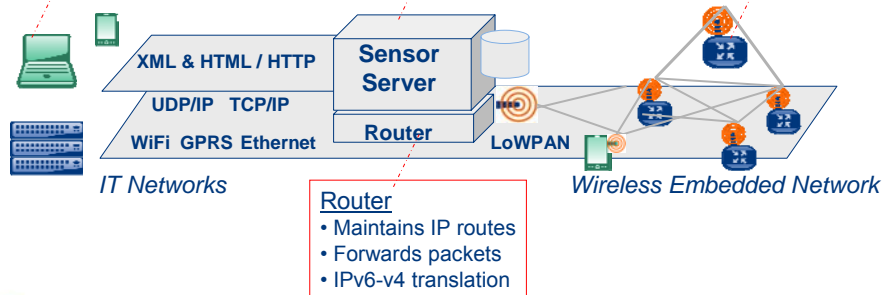 XML & HTML / HTTP
Sensor
Server
UDP/IP TCP/IP
WiFi GPRS Ethernet
Router
LoWPAN
IT Networks
Wireless Embedded Network
Router
• Maintains IP routes
• Forwards packets
• IPv6-v4 translation